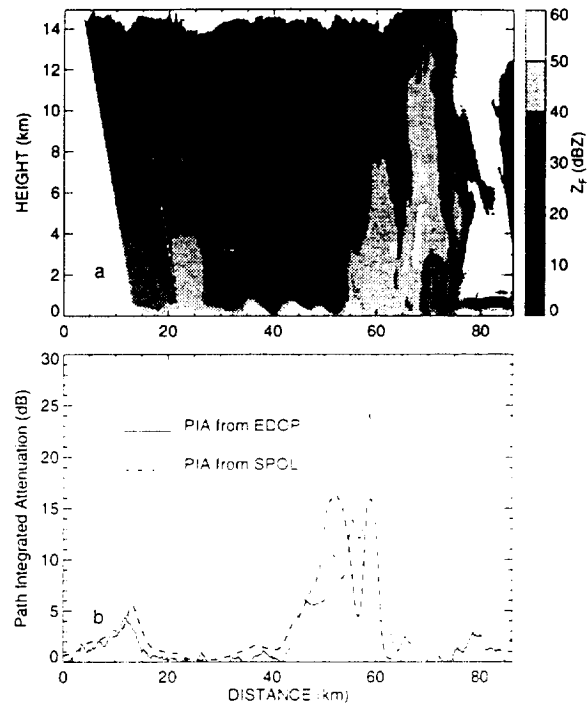 14
12
10
8
6
4
2
0
HEIGHT (km)
a
0 20 40 60 80
60
50
40
30
20
10
0
Z_F (dBZ)
30
25
20
15
10
5
0
Path Integrated Attenuation (dB)
PIA from EDOP
PIA from SPOL
b
0 20 40 60 80
DISTANCE (km)